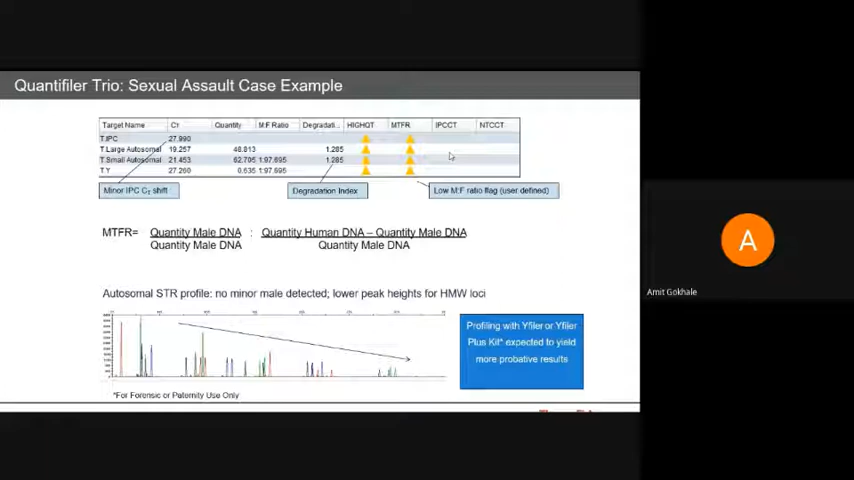 Quantifiler Trio: Sexual Assault Case Example
Target Name Cт Quantity M:F Ratio Degradati... HIGHQT MTFR IPCCT NTCCT
T.IPC 27.990
T.Large Autosomal 19.257 48.813 1.285
T.Small Autosomal 21.453 62.705 1:97.695 1.285
T.Y 27.260 0.635 1:97.695
Minor IPC CT shift
Degradation Index
Low M:F ratio flag (user defined)
MTFR= Quantity Male DNA : Quantity Human DNA – Quantity Male DNA
Quantity Male DNA Quantity Male DNA
Autosomal STR profile: no minor male detected; lower peak heights for HMW loci
Profiling with Yfiler or Yfiler
Plus Kit* expected to yield
more probative results
*For Forensic or Paternity Use Only
A
Amit Gokhale